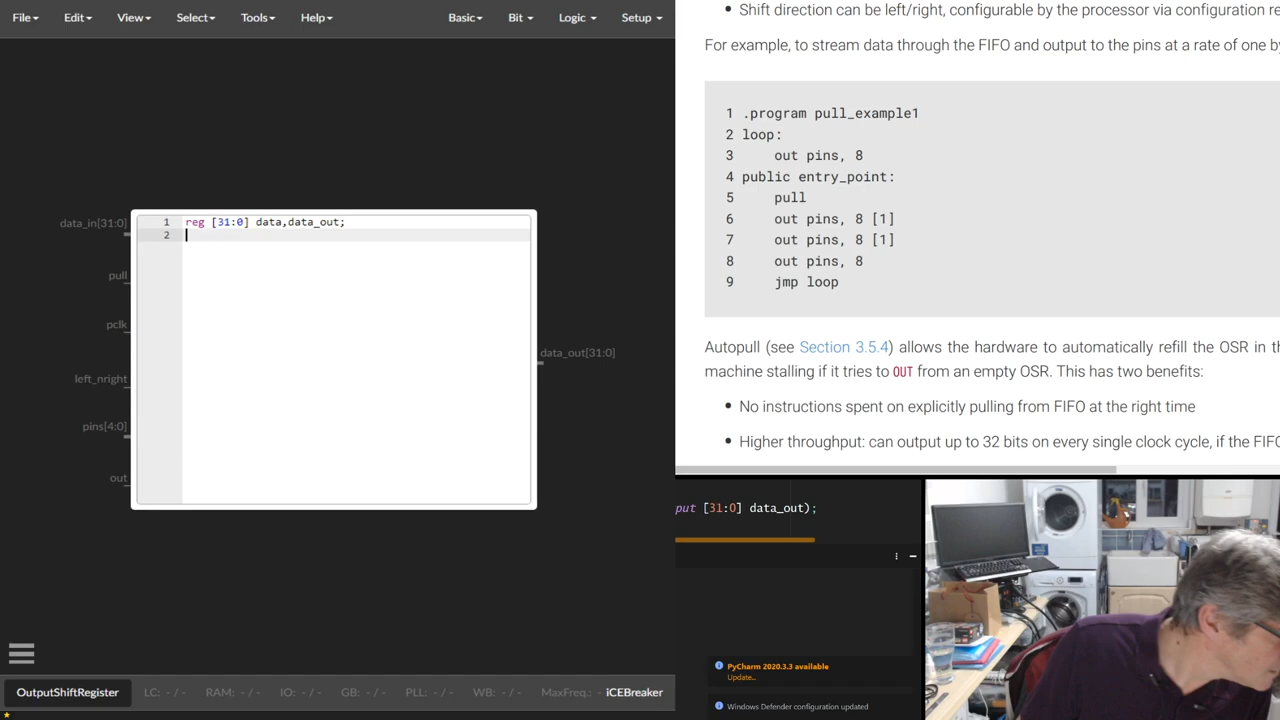 File Edit View Select Tools Help Basic Bit Logic Setup
data_in[31:0]
pull
pclk
left_nright
pins[4:0]
out
1 reg [31:0] data,data_out;
2
data_out[31:0]
OutputShiftRegister LC: - / - RAM: - / - IO: - / - GB: - / - PLL: - / - WB: - / - MaxFreq.: - iCEBreaker
• Shift direction can be left/right, configurable by the processor via configuration re
For example, to stream data through the FIFO and output to the pins at a rate of one by
1 .program pull_example1
2 loop:
3 out pins, 8
4 public entry_point:
5 pull
6 out pins, 8 [1]
7 out pins, 8 [1]
8 out pins, 8
9 jmp loop
Autopull (see Section 3.5.4) allows the hardware to automatically refill the OSR in th
machine stalling if it tries to OUT from an empty OSR. This has two benefits:
• No instructions spent on explicitly pulling from FIFO at the right time
• Higher throughput: can output up to 32 bits on every single clock cycle, if the FIFO
put [31:0] data_out);
PyCharm 2020.3.3 available
Update...
Windows Defender configuration updated